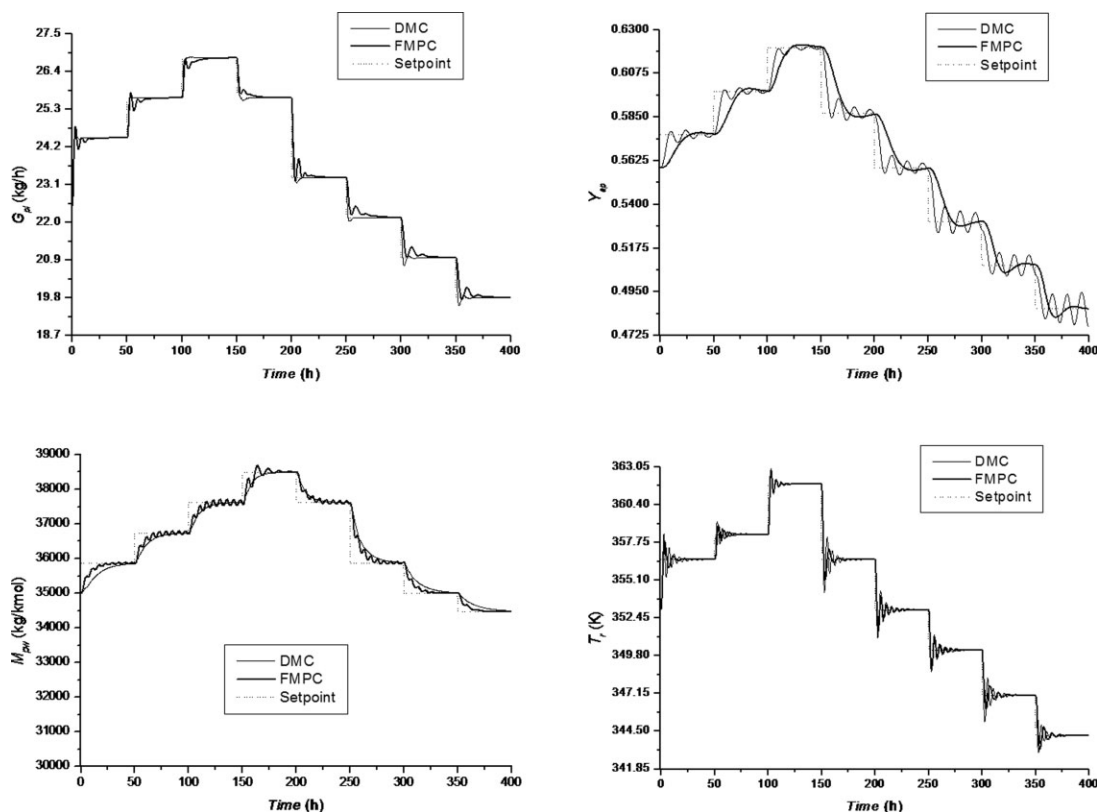 27.5
26.4
25.3
24.2
23.1
22.0
20.9
19.8
18.7
G_pi (kg/h)
0 50 100 150 200 250 300 350 400
Time (h)
DMC
FMPC
Setpoint
0.6300
0.6075
0.5850
0.5625
0.5400
0.5175
0.4950
0.4725
Y_ap
0 50 100 150 200 250 300 350 400
Time (h)
DMC
FMPC
Setpoint
39000
38000
37000
36000
35000
34000
33000
32000
31000
30000
M_pw (kg/kmol)
0 50 100 150 200 250 300 350 400
Time (h)
DMC
FMPC
Setpoint
363.05
360.40
357.75
355.10
352.45
349.80
347.15
344.50
341.85
T_r (K)
0 50 100 150 200 250 300 350 400
Time (h)
DMC
FMPC
Setpoint